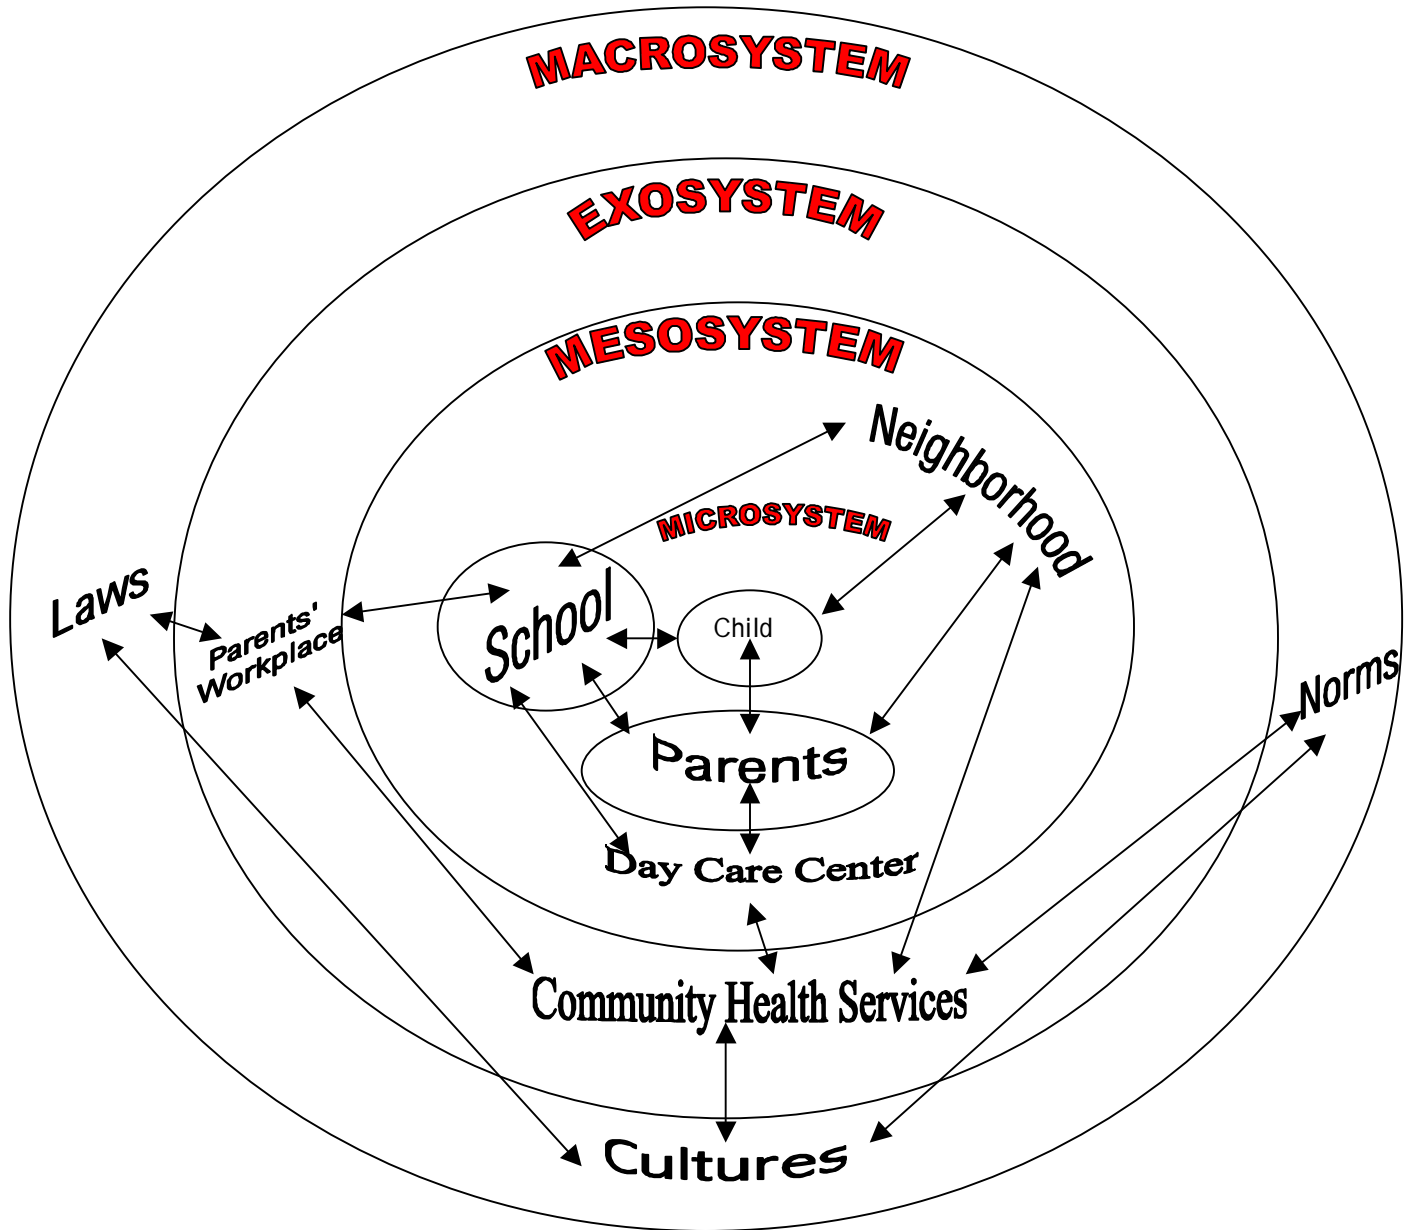 MACROSYSTEM
EXOSYSTEM
MESOSYSTEM
Neighborhood
MICROSYSTEM
Laws
Parents'
Workplace
School
Child
Norms
Parents
Day Care Center
Community Health Services
Cultures